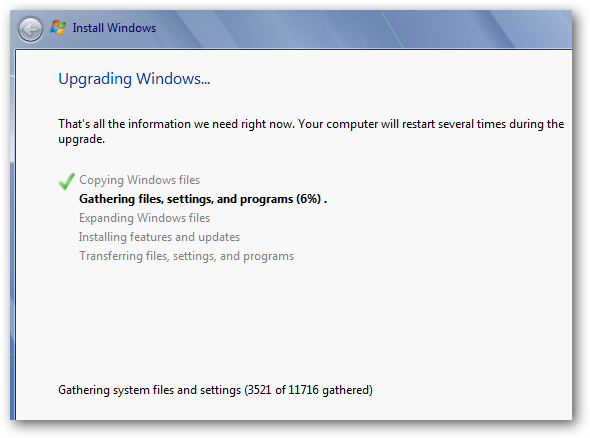 Install Windows
Upgrading Windows...
That's all the information we need right now. Your computer will restart several times during the
upgrade.
Copying Windows files
Gathering files, settings, and programs (6%) .
Expanding Windows files
Installing features and updates
Transferring files, settings, and programs
Gathering system files and settings (3521 of 11716 gathered)